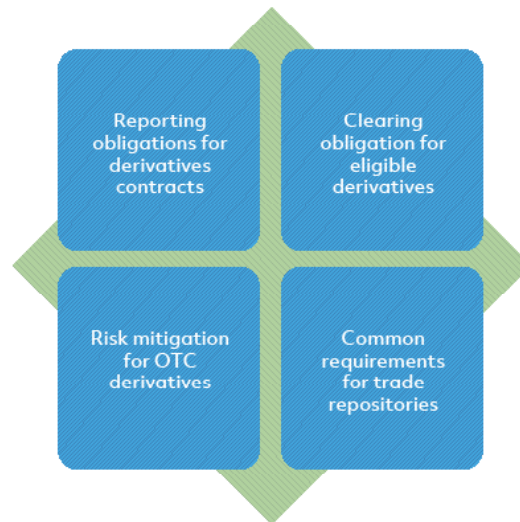 Reporting
obligations for
derivatives
contracts
Clearing
obligation for
eligible
derivatives
Risk mitigation
for OTC
derivatives
Common
requirements
for trade
repositories